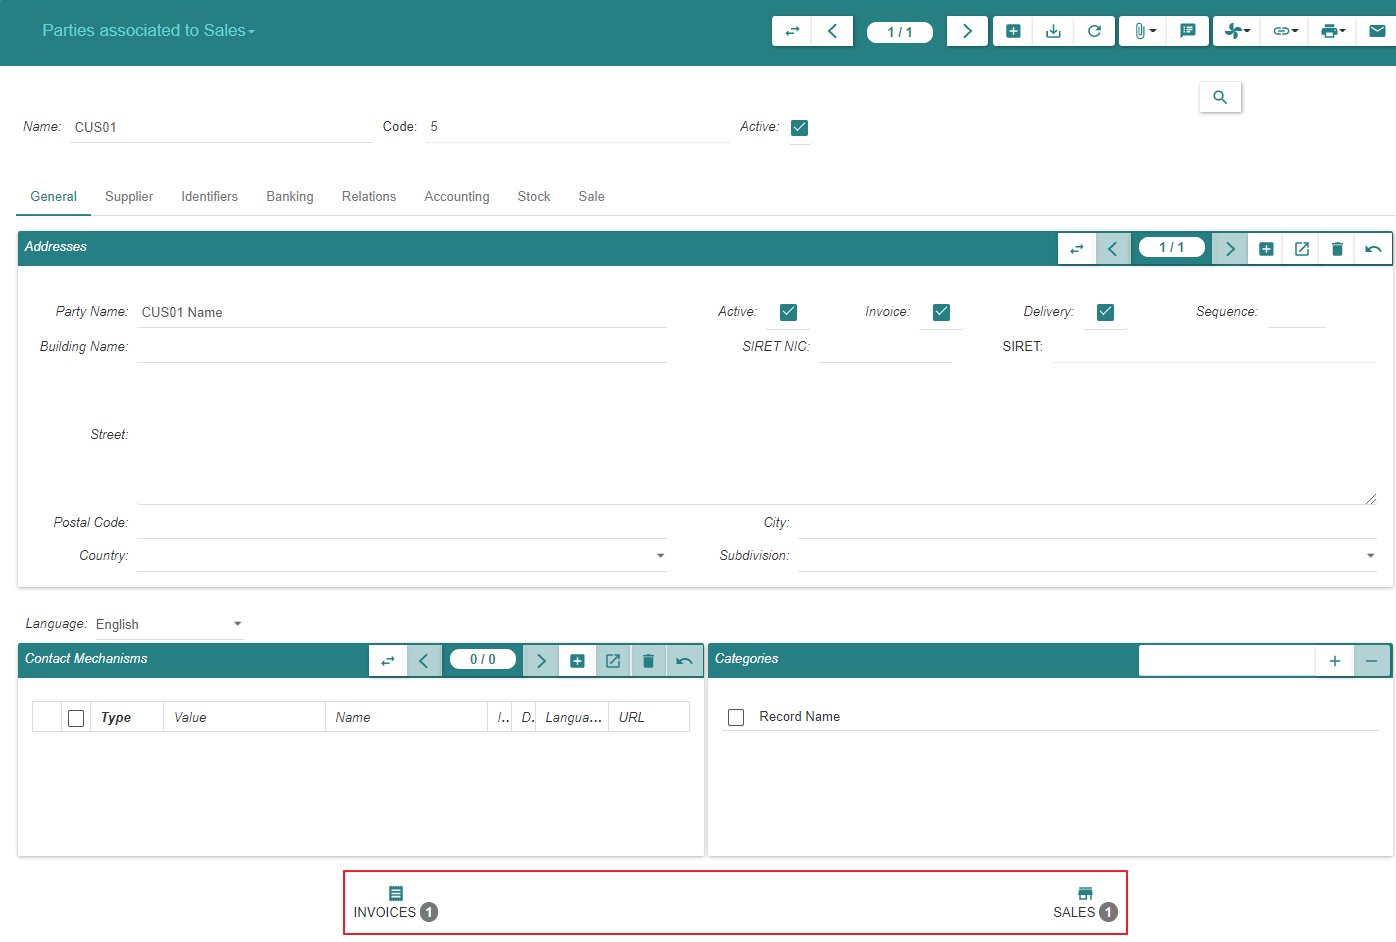 Parties associated to Sales
1 / 1
Name: CUS01 Code: 5 Active:
General Supplier Identifiers Banking Relations Accounting Stock Sale
Addresses 1 / 1
Party Name: CUS01 Name Active: Invoice: Delivery: Sequence:
Building Name: SIRET NIC: SIRET:
Street:
Postal Code: City:
Country: Subdivision:
Language: English
Contact Mechanisms 0 / 0 Categories
Type Value Name I.. D. Langua... URL Record Name
INVOICES 1 SALES 1